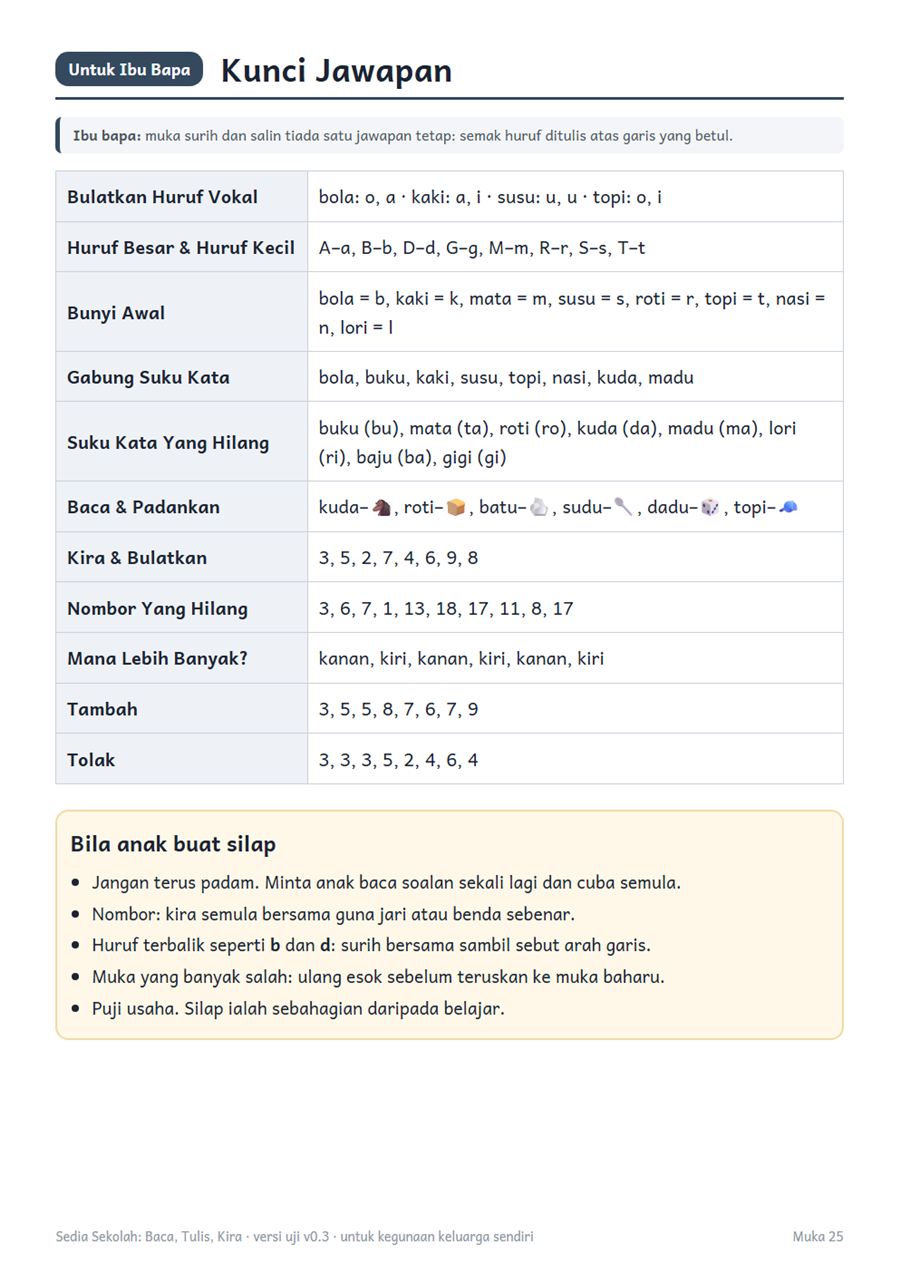 Untuk Ibu Bapa
Kunci Jawapan
Ibu bapa: muka surih dan salin tiada satu jawapan tetap: semak huruf ditulis atas garis yang betul.
Bulatkan Huruf Vokal
bola: o, a · kaki: a, i · susu: u, u · topi: o, i
Huruf Besar & Huruf Kecil
A–a, B–b, D–d, G–g, M–m, R–r, S–s, T–t
Bunyi Awal
bola = b, kaki = k, mata = m, susu = s, roti = r, topi = t, nasi =
n, lori = l
Gabung Suku Kata
bola, buku, kaki, susu, topi, nasi, kuda, madu
Suku Kata Yang Hilang
buku (bu), mata (ta), roti (ro), kuda (da), madu (ma), lori
(ri), baju (ba), gigi (gi)
Baca & Padankan
kuda– , roti– , batu– , sudu– , dadu– , topi–
Kira & Bulatkan
3, 5, 2, 7, 4, 6, 9, 8
Nombor Yang Hilang
3, 6, 7, 1, 13, 18, 17, 11, 8, 17
Mana Lebih Banyak?
kanan, kiri, kanan, kiri, kanan, kiri
Tambah
3, 5, 5, 8, 7, 6, 7, 9
Tolak
3, 3, 3, 5, 2, 4, 6, 4
Bila anak buat silap
• Jangan terus padam. Minta anak baca soalan sekali lagi dan cuba semula.
• Nombor: kira semula bersama guna jari atau benda sebenar.
• Huruf terbalik seperti b dan d: surih bersama sambil sebut arah garis.
• Muka yang banyak salah: ulang esok sebelum teruskan ke muka baharu.
• Puji usaha. Silap ialah sebahagian daripada belajar.
Sedia Sekolah: Baca, Tulis, Kira · versi uji v0.3 · untuk kegunaan keluarga sendiri
Muka 25